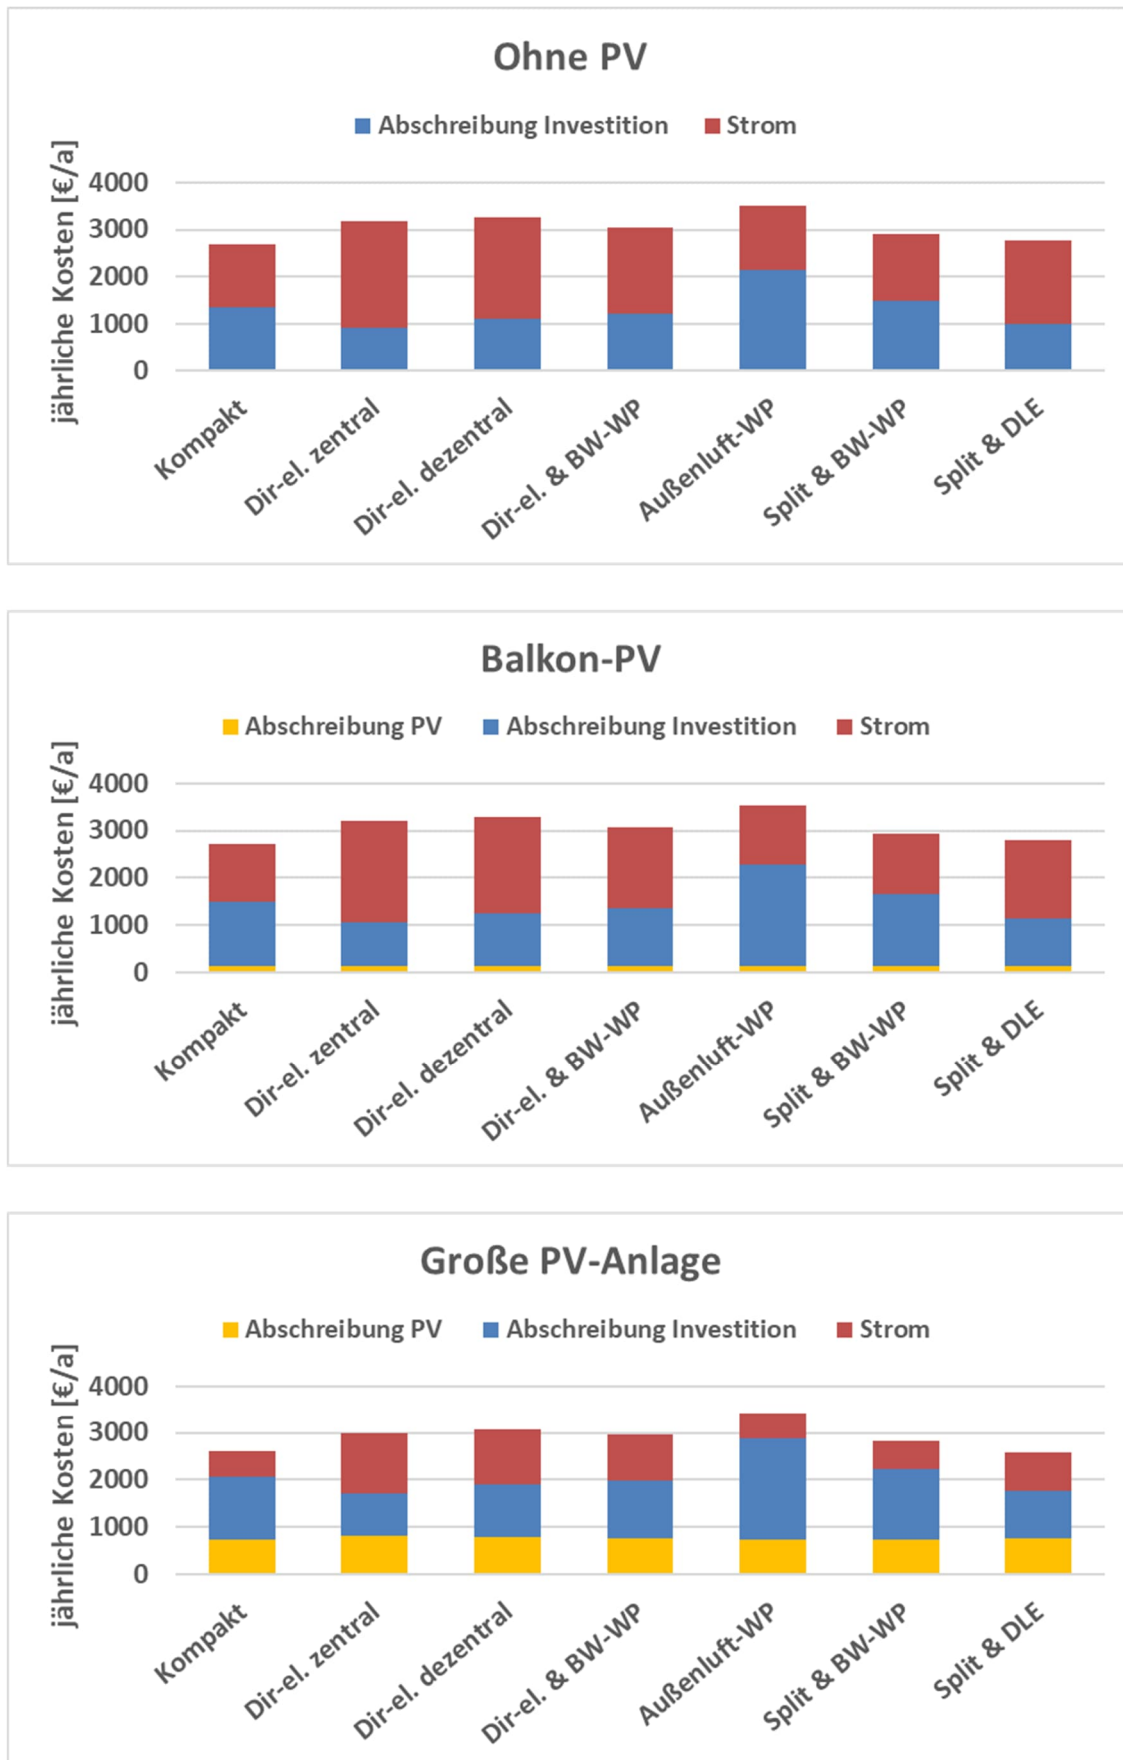 Ohne PV
Abschreibung Investition Strom
jährliche Kosten [€/a]
4000
3000
2000
1000
0
Kompakt
Dir-el. zentral
Dir-el. dezentral
Dir-el. & BW-WP
Außenluft-WP
Split & BW-WP
Split & DLE
Balkon-PV
Abschreibung PV Abschreibung Investition Strom
jährliche Kosten [€/a]
4000
3000
2000
1000
0
Kompakt
Dir-el. zentral
Dir-el. dezentral
Dir-el. & BW-WP
Außenluft-WP
Split & BW-WP
Split & DLE
Große PV-Anlage
Abschreibung PV Abschreibung Investition Strom
jährliche Kosten [€/a]
4000
3000
2000
1000
0
Kompakt
Dir-el. zentral
Dir-el. dezentral
Dir-el. & BW-WP
Außenluft-WP
Split & BW-WP
Split & DLE